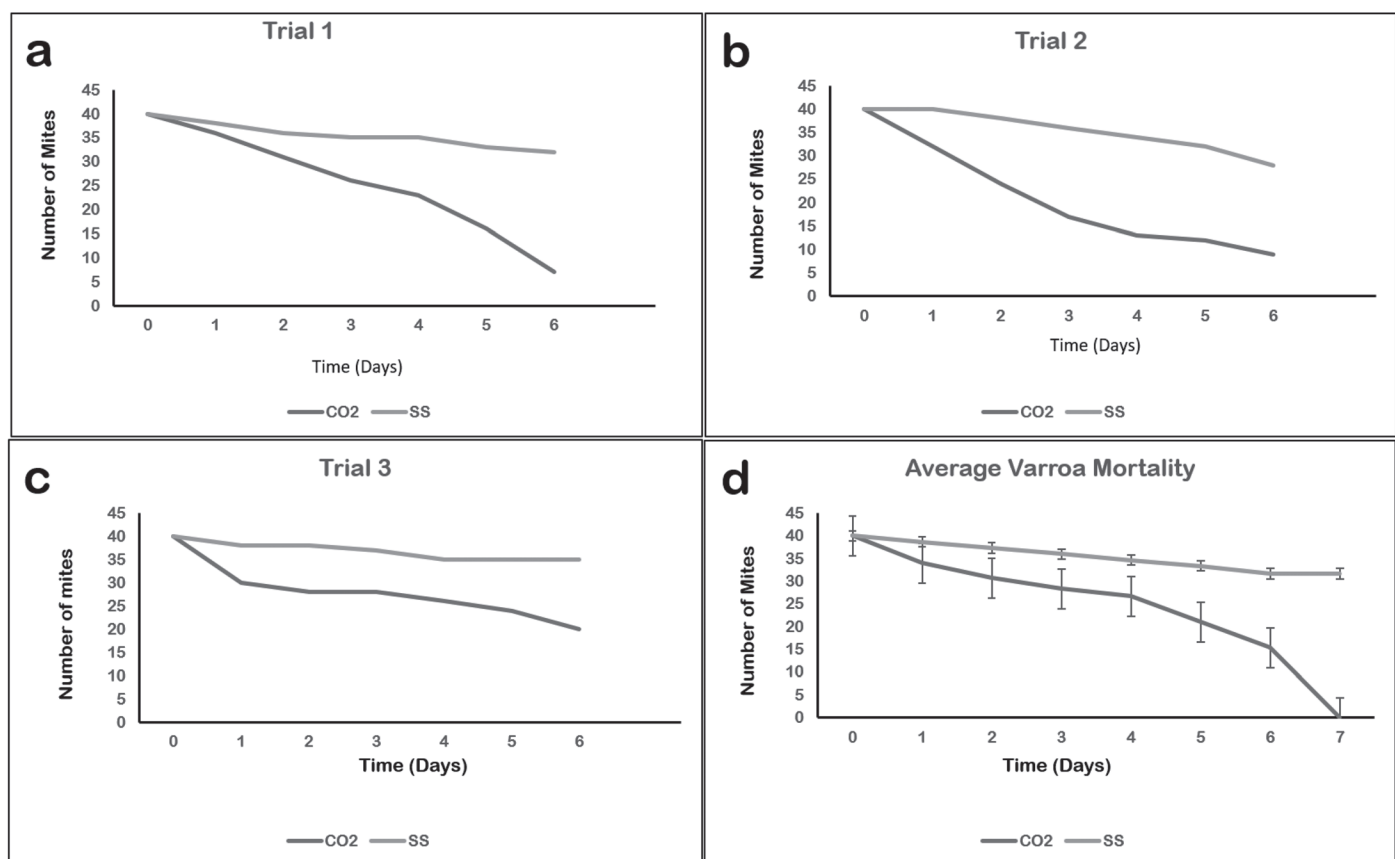 a
Trial 1
Number of Mites
45
40
35
30
25
20
15
10
5
0
0 1 2 3 4 5 6
Time (Days)
CO2 SS
b
Trial 2
Number of Mites
45
40
35
30
25
20
15
10
5
0
0 1 2 3 4 5 6
Time (Days)
CO2 SS
c
Trial 3
Number of mites
45
40
35
30
25
20
15
10
5
0
0 1 2 3 4 5 6
Time (Days)
CO2 SS
d
Average Varroa Mortality
Number of Mites
45
40
35
30
25
20
15
10
5
0
0 1 2 3 4 5 6 7
Time (Days)
CO2 SS